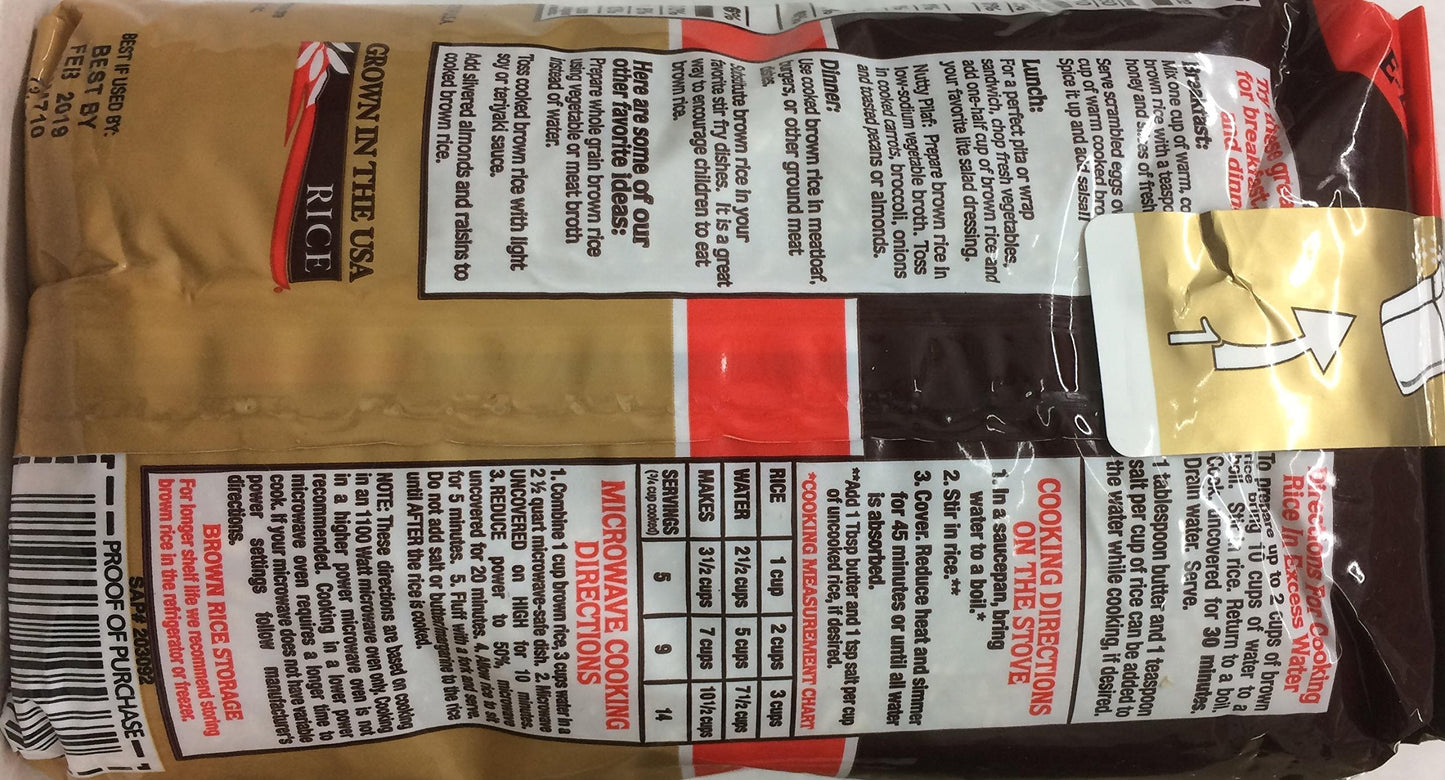 Try these grea
for breakfast
and dinn
Breakfast:
Mix one cup of warm, co
brown rice with a teaspo
honey and slices of fresh
Serve scrambled eggs ov
cup of warm cooked bro
Spice it up and add salsa!!
Lunch:
For a perfect pita or wrap
sandwich, chop fresh vegetables,
add one-half cup of brown rice and
your favorite lite salad dressing.
Nutty Pilaf: Prepare brown rice in
low-sodium vegetable broth. Toss
in cooked carrots, broccoli, onions
and toasted pecans or almonds.
Dinner:
Use cooked brown rice in meatloaf,
burgers, or other ground meat
dishes.
Substitute brown rice in your
favorite stir fry dishes. It is a great
way to encourage children to eat
brown rice.
Here are some of our
other favorite ideas:
Prepare whole grain brown rice
using vegetable or meat broth
instead of water.
Toss cooked brown rice with light
soy or teriyaki sauce.
Add slivered almonds and raisins to
cooked brown rice.
GROWN IN THE USA
RICE
BEST IF USED BY:
BEST BY
FEB 2019
1
Directions For Cooking
Rice in Excess Water
To prepare up to 2 cups of brown
rice bring 10 cups of water to a
boil. Stir in rice. Return to a boil.
Cook uncovered for 30 minutes.
Drain water. Serve.
1 tablespoon butter and 1 teaspoon
salt per cup of rice can be added to
the water while cooking, if desired.
COOKING DIRECTIONS
ON THE STOVE
1. In a saucepan, bring
water to a boil.*
2. Stir in rice.**
3. Cover. Reduce heat and simmer
for 45 minutes or until all water
is absorbed.
**Add 1 Tbsp butter and 1 tsp salt per cup
of uncooked rice, if desired.
*COOKING MEASUREMENT CHART
RICE 1 cup 2 cups 3 cups
WATER 2 1/2 cups 5 cups 7 1/2 cups
MAKES 3 1/2 cups 7 cups 10 1/2 cups
SERVINGS 5 9 14
(3/4 cup cooked)
MICROWAVE COOKING
DIRECTIONS
1. Combine 1 cup brown rice, 3 cups water in a
2 ½ quart microwave-safe dish. 2. Microwave
UNCOVERED on HIGH for 10 minutes.
3. REDUCE power to 50%, microwave
uncovered for 20 minutes. 4. Allow rice to sit
for 5 minutes. 5. Fluff with a fork and serve.
Do not add salt or butter/margarine to the rice
until AFTER the rice is cooked.
NOTE: These directions are based on cooking
in an 1100 Watt microwave oven only. Cooking
in a higher power microwave oven is not
recommended. Cooking in a lower power
microwave oven requires a longer time to
cook. If your microwave does not have variable
power settings follow manufacturer's
directions.
BROWN RICE STORAGE
For longer shelf life we recommend storing
brown rice in the refrigerator or freezer.
SAP# 2013052
PROOF OF PURCHASE